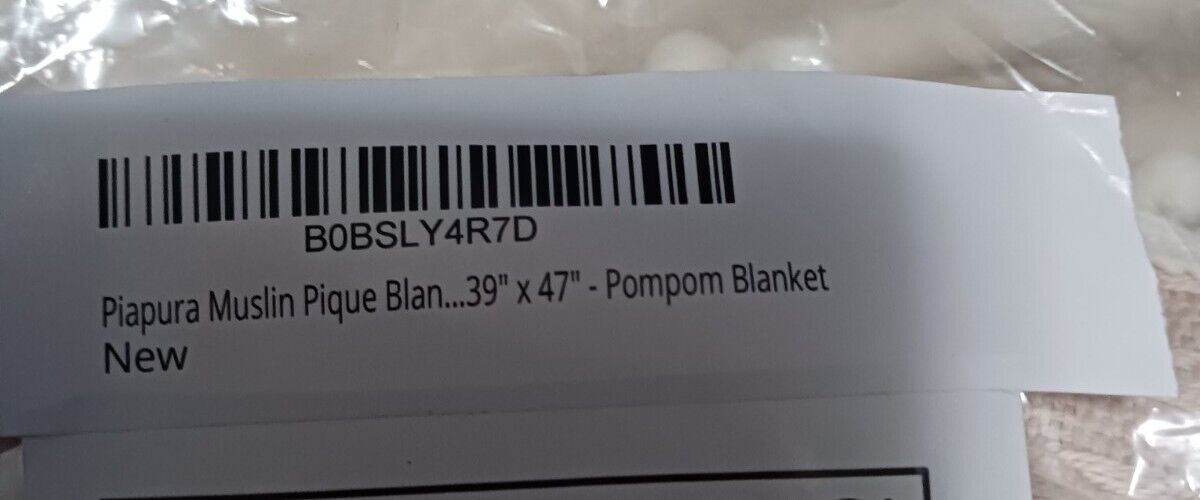 B0BSLY4R7D
Piapura Muslin Pique Blan...39" x 47" - Pompom Blanket
New